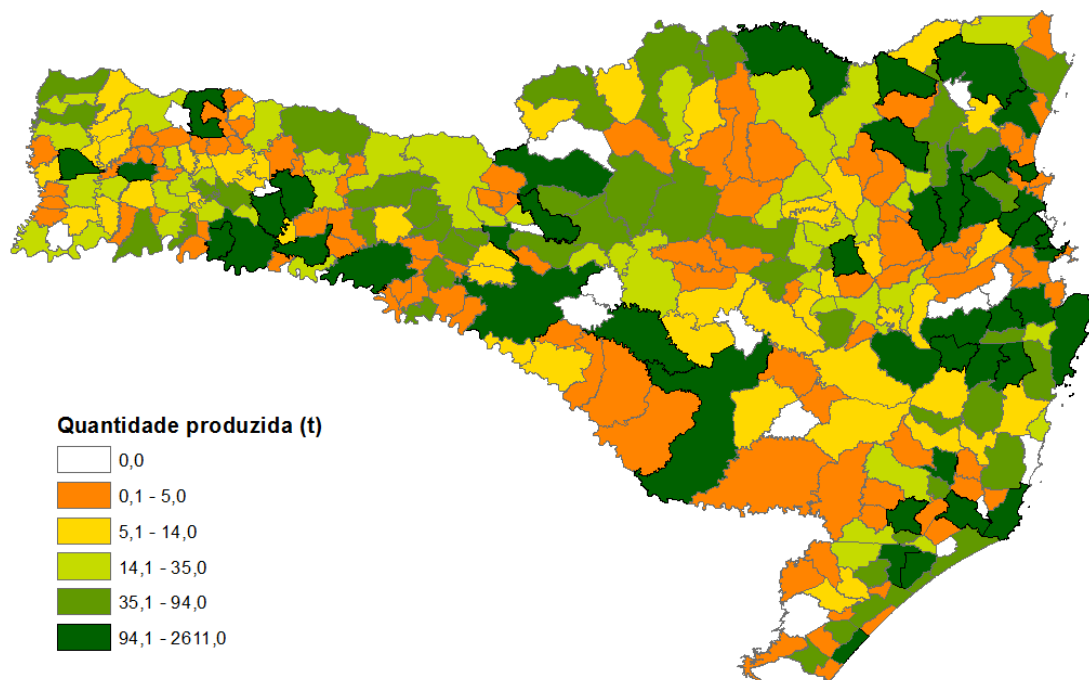 Quantidade produzida (t)
0,0
0,1 - 5,0
5,1 - 14,0
14,1 - 35,0
35,1 - 94,0
94,1 - 2611,0